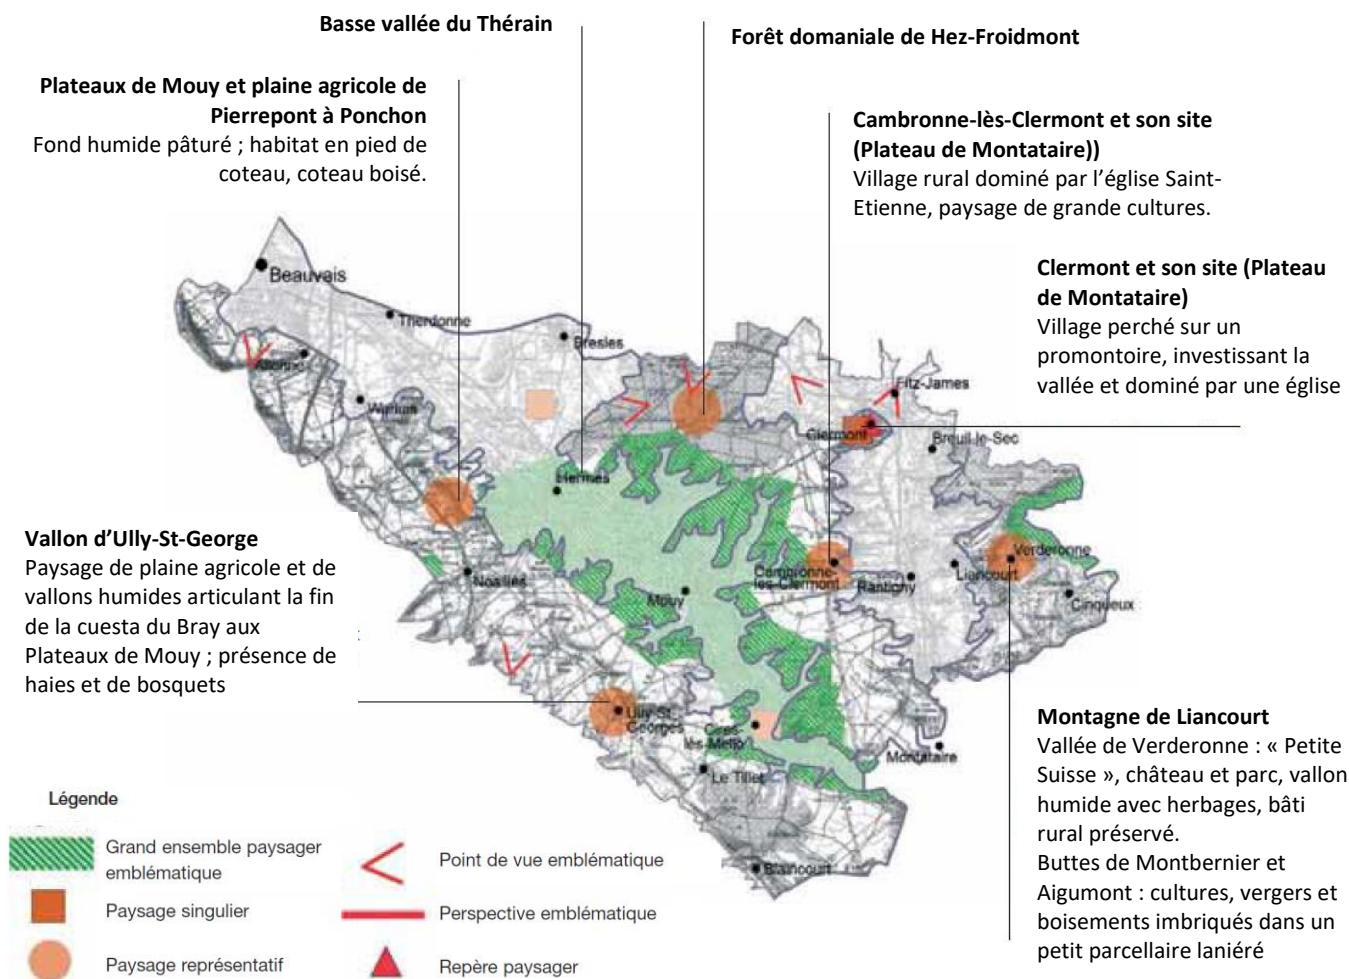 Basse vallée du Thérain
Forêt domaniale de Hez-Froidmont
Plateaux de Mouy et plaine agricole de
Pierrepont à Ponchon
Fond humide pâturé ; habitat en pied de
coteau, coteau boisé.
Cambronne-lès-Clermont et son site
(Plateau de Montataire))
Village rural dominé par l’église Saint-
Etienne, paysage de grande cultures.
Clermont et son site (Plateau
de Montataire)
Village perché sur un
promontoire, investissant la
vallée et dominé par une église
Beauvais
Therdonne
Bresles
Allonne
Warluis
Fitz-James
Clermont
Breuil le-Sec
Hermes
Vallon d’Ully-St-George
Paysage de plaine agricole et de
vallons humides articulant la fin
de la cuesta du Bray aux
Plateaux de Mouy ; présence de
haies et de bosquets
Noailles
Mouy
Cambronne-
les-Clermont
Rantigny
Liancourt
Verderonne
Cinqueux
Ully-St-
Georges
Cires-
lès-Mello
Le Tillet
Montataire
Blaincourt
Montagne de Liancourt
Vallée de Verderonne : « Petite
Suisse », château et parc, vallon
humide avec herbages, bâti
rural préservé.
Buttes de Montbernier et
Aigumont : cultures, vergers et
boisements imbriqués dans un
petit parcellaire laniéré
Légende
Grand ensemble paysager
emblématique
Paysage singulier
Paysage représentatif
Point de vue emblématique
Perspective emblématique
Repère paysager